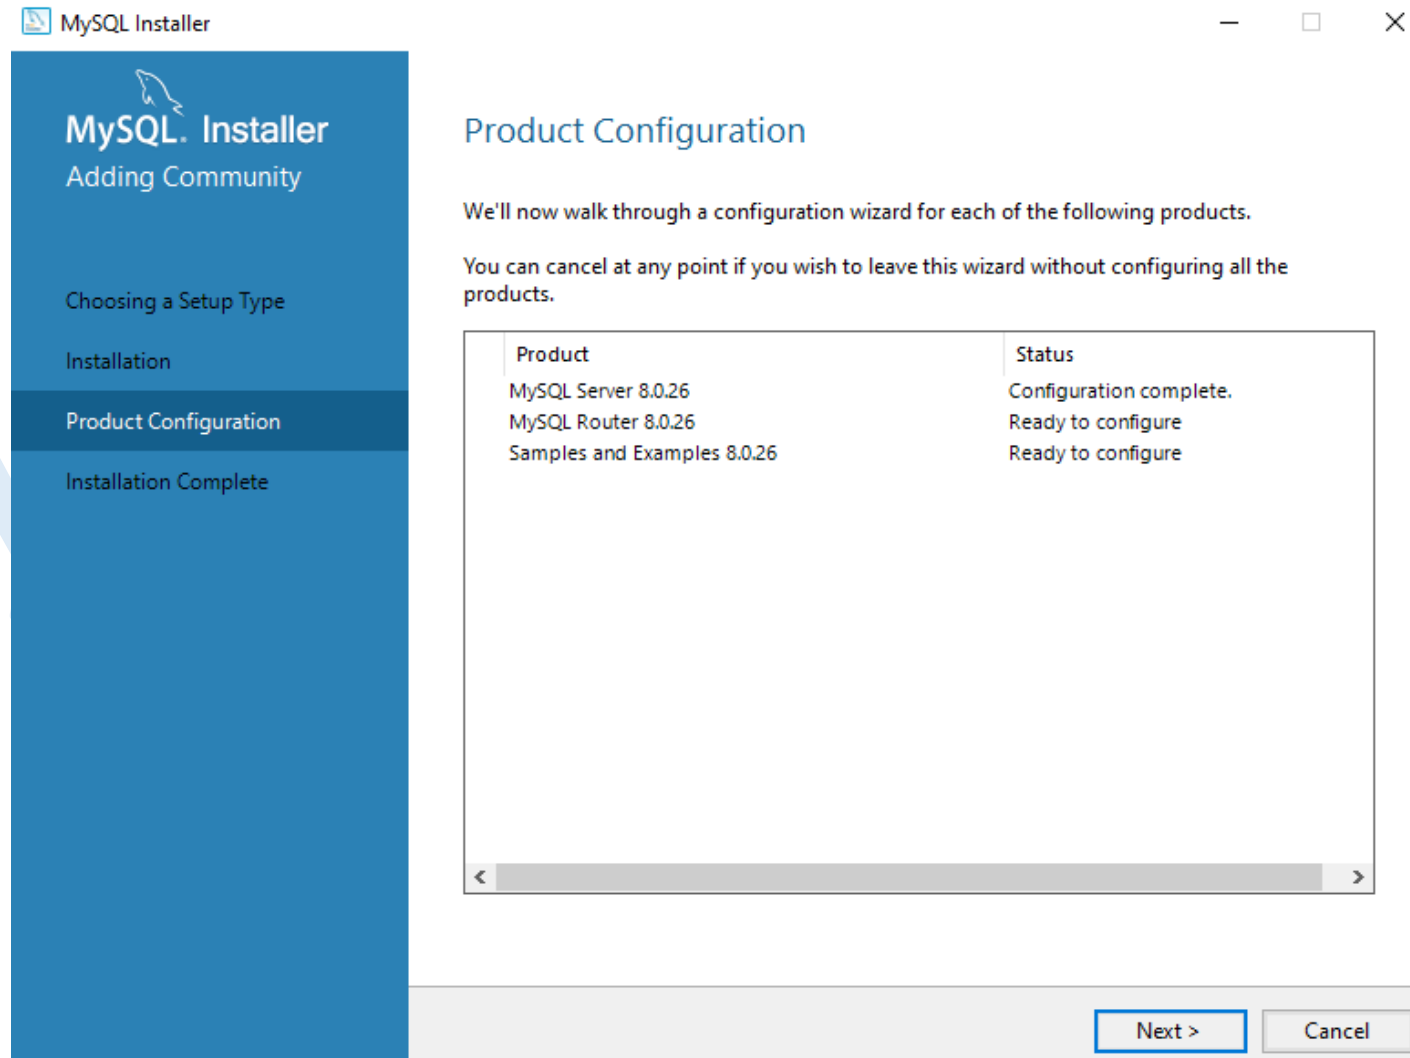 MySQL Installer
MySQL. Installer
Adding Community
Choosing a Setup Type
Installation
Product Configuration
Installation Complete
Product Configuration
We'll now walk through a configuration wizard for each of the following products.
You can cancel at any point if you wish to leave this wizard without configuring all the
products.
Product Status
MySQL Server 8.0.26 Configuration complete.
MySQL Router 8.0.26 Ready to configure
Samples and Examples 8.0.26 Ready to configure
Next > Cancel